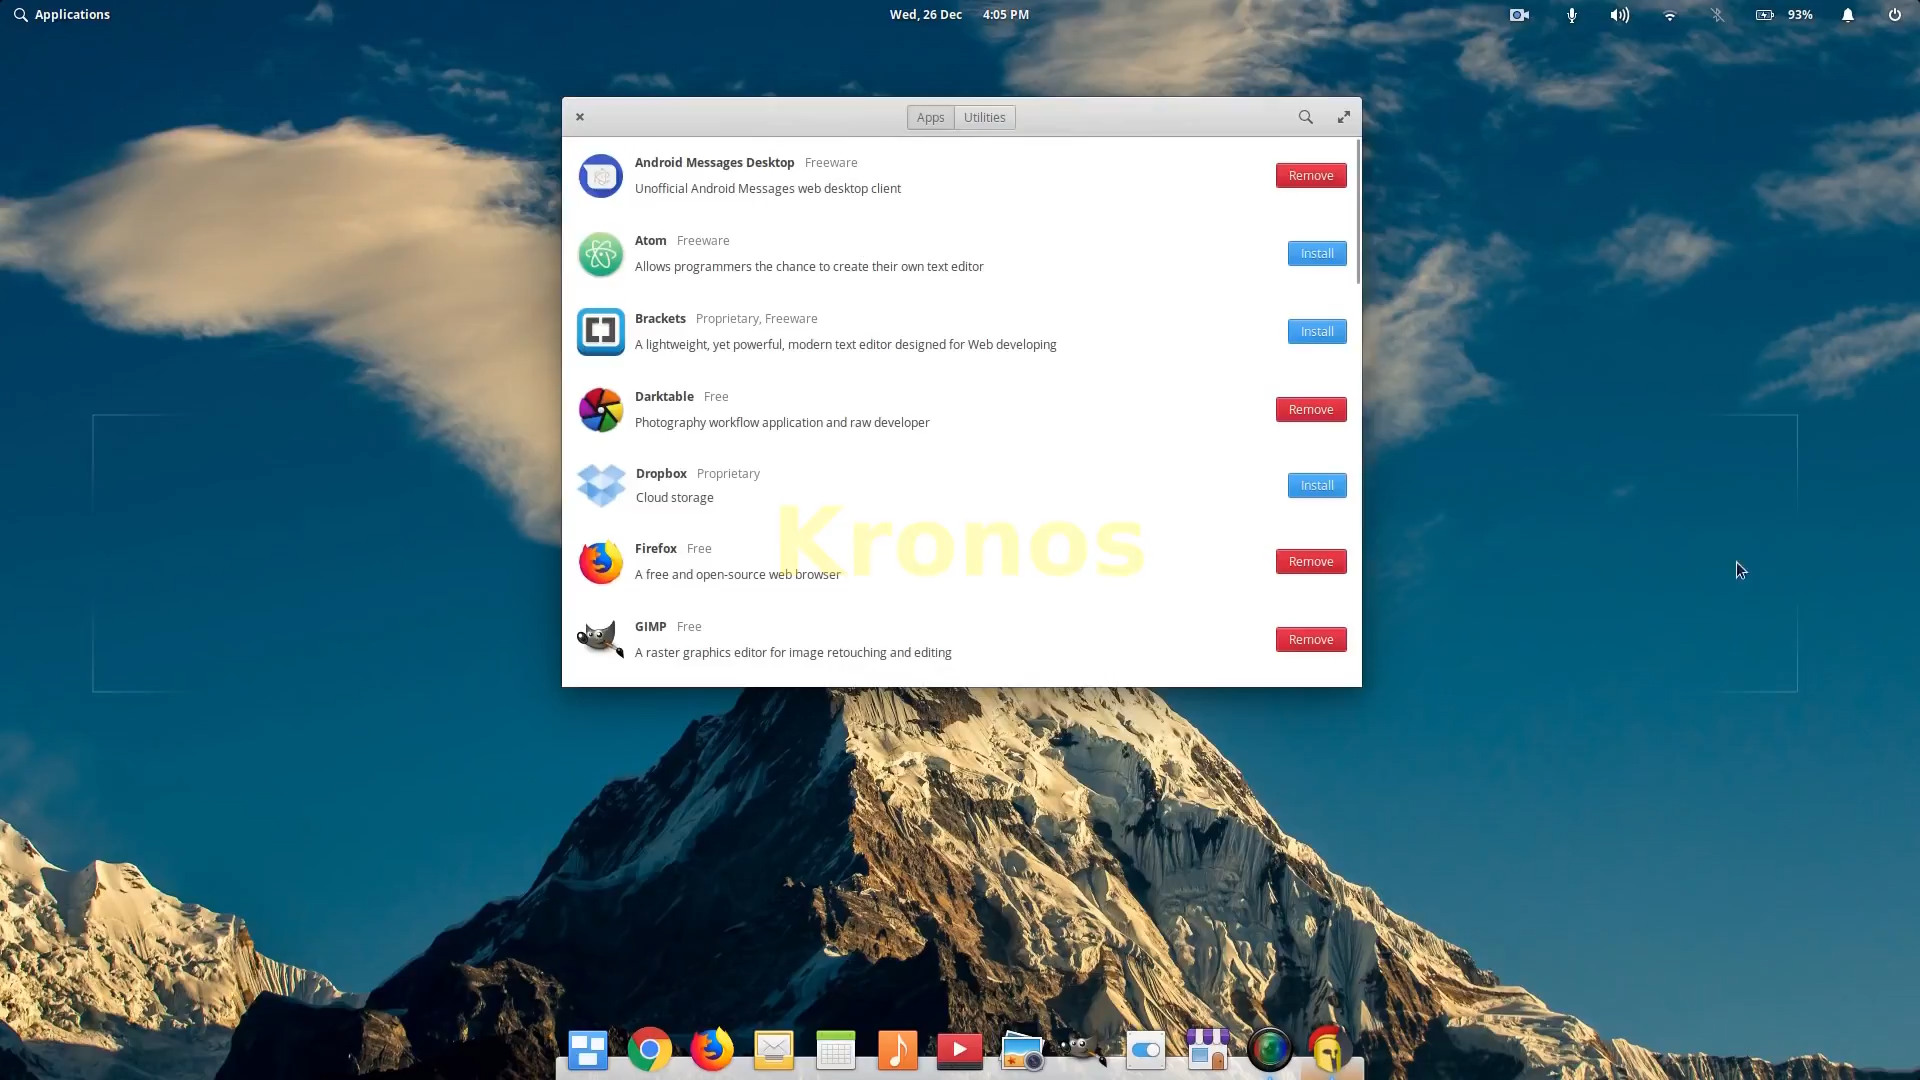 Applications
Wed, 26 Dec 4:05 PM
93%
Apps Utilities
Android Messages Desktop Freeware
Unofficial Android Messages web desktop client
Remove
Atom Freeware
Allows programmers the chance to create their own text editor
Install
Brackets Proprietary, Freeware
A lightweight, yet powerful, modern text editor designed for Web developing
Install
Darktable Free
Photography workflow application and raw developer
Remove
Dropbox Proprietary
Cloud storage
Install
Kronos
Firefox Free
A free and open-source web browser
Remove
GIMP Free
A raster graphics editor for image retouching and editing
Remove